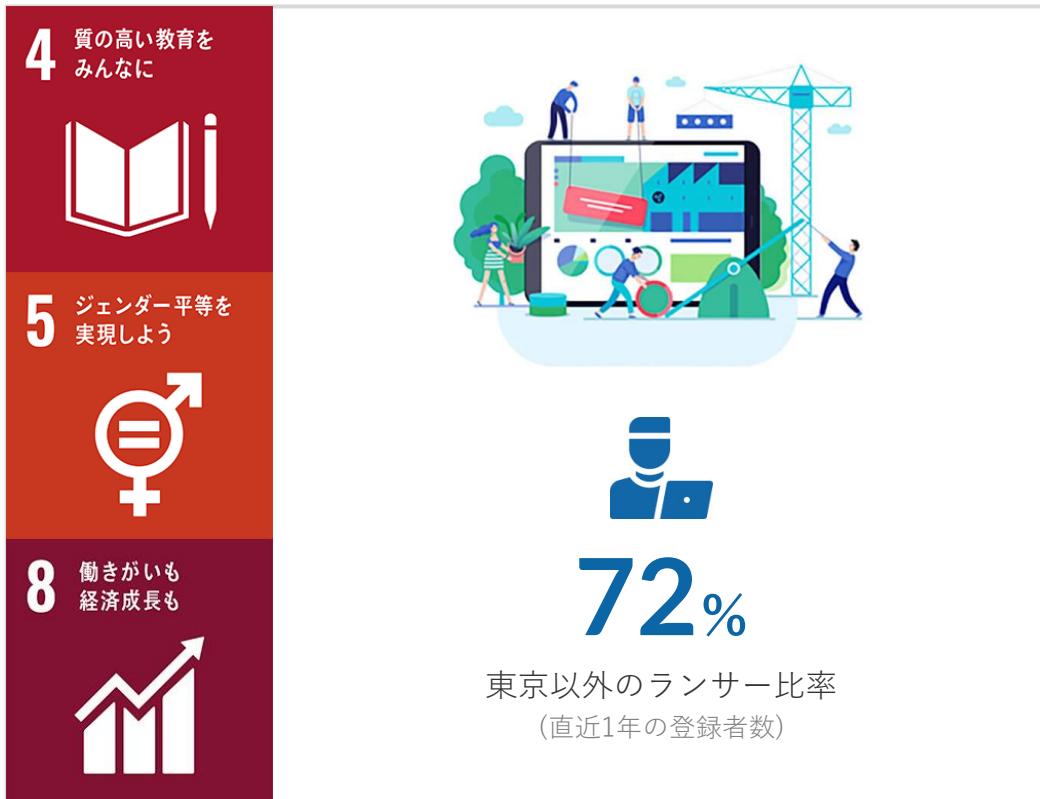 4 質の高い教育を
みんなに
5 ジェンダー平等を
実現しよう
8 働きがいも
経済成長も
72%
東京以外のランサー比率
(直近1年の登録者数)